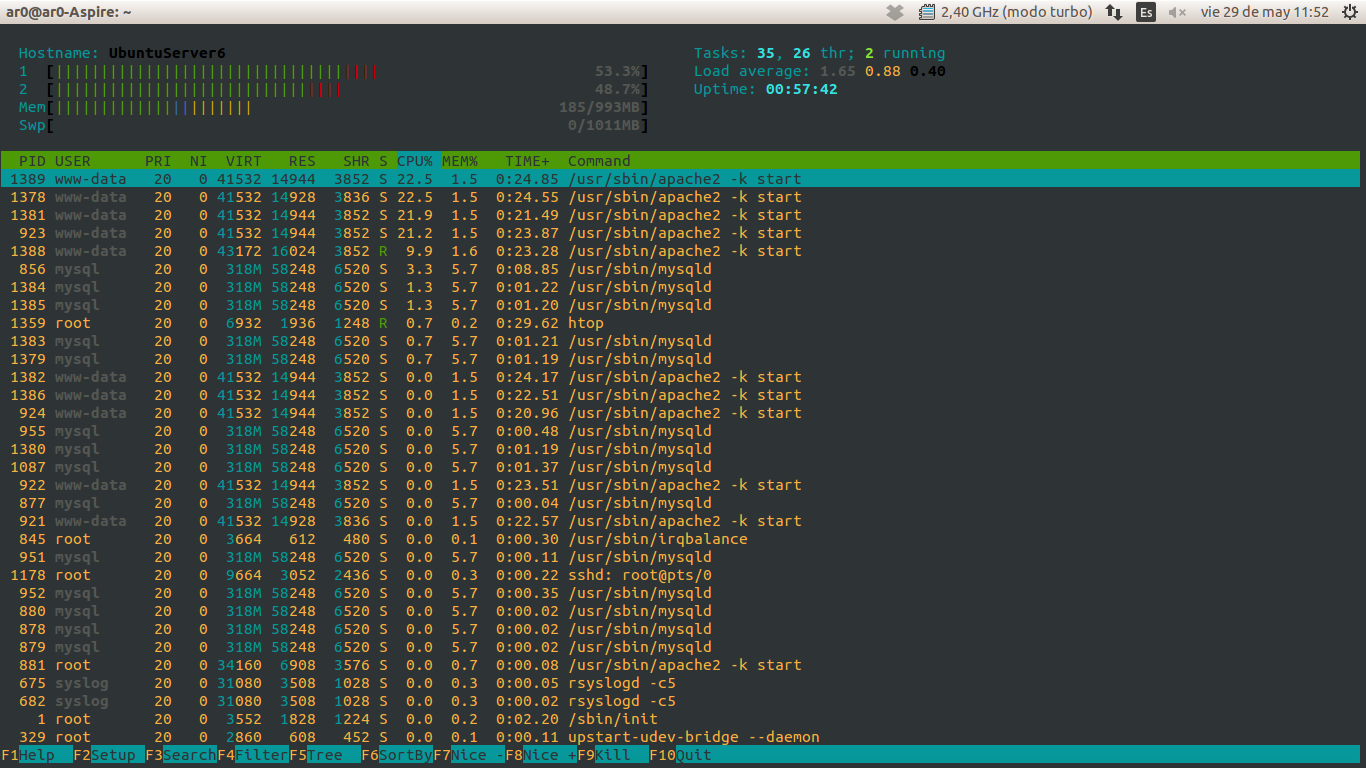 ar0@ar0-Aspire: ~ 2,40 GHz (modo turbo) Es vie 29 de may 11:52
Hostname: UbuntuServer6 Tasks: 35, 26 thr; 2 running
1 [||||||||||||||||||||||||||||||||||||53.3%] Load average: 1.65 0.88 0.40
2 [||||||||||||||||||||||||||||||||48.7%] Uptime: 00:57:42
Mem[||||||||||||||||||||||185/993MB]
Swp[0/1011MB]
PID USER PRI NI VIRT RES SHR S CPU% MEM% TIME+ Command
1389 www-data 20 0 41532 14944 3852 S 22.5 1.5 0:24.85 /usr/sbin/apache2 -k start
1378 www-data 20 0 41532 14928 3836 S 22.5 1.5 0:24.55 /usr/sbin/apache2 -k start
1381 www-data 20 0 41532 14944 3852 S 21.9 1.5 0:21.49 /usr/sbin/apache2 -k start
923 www-data 20 0 41532 14944 3852 S 21.2 1.5 0:23.87 /usr/sbin/apache2 -k start
1388 www-data 20 0 43172 16024 3852 R 9.9 1.6 0:23.28 /usr/sbin/apache2 -k start
856 mysql 20 0 318M 58248 6520 S 3.3 5.7 0:08.85 /usr/sbin/mysqld
1384 mysql 20 0 318M 58248 6520 S 1.3 5.7 0:01.22 /usr/sbin/mysqld
1385 mysql 20 0 318M 58248 6520 S 1.3 5.7 0:01.20 /usr/sbin/mysqld
1359 root 20 0 6932 1936 1248 R 0.7 0.2 0:29.62 htop
1383 mysql 20 0 318M 58248 6520 S 0.7 5.7 0:01.21 /usr/sbin/mysqld
1379 mysql 20 0 318M 58248 6520 S 0.7 5.7 0:01.19 /usr/sbin/mysqld
1382 www-data 20 0 41532 14944 3852 S 0.0 1.5 0:24.17 /usr/sbin/apache2 -k start
1386 www-data 20 0 41532 14944 3852 S 0.0 1.5 0:22.51 /usr/sbin/apache2 -k start
924 www-data 20 0 41532 14944 3852 S 0.0 1.5 0:20.96 /usr/sbin/apache2 -k start
955 mysql 20 0 318M 58248 6520 S 0.0 5.7 0:00.48 /usr/sbin/mysqld
1380 mysql 20 0 318M 58248 6520 S 0.0 5.7 0:01.19 /usr/sbin/mysqld
1087 mysql 20 0 318M 58248 6520 S 0.0 5.7 0:01.37 /usr/sbin/mysqld
922 www-data 20 0 41532 14944 3852 S 0.0 1.5 0:23.51 /usr/sbin/apache2 -k start
877 mysql 20 0 318M 58248 6520 S 0.0 5.7 0:00.04 /usr/sbin/mysqld
921 www-data 20 0 41532 14928 3836 S 0.0 1.5 0:22.57 /usr/sbin/apache2 -k start
845 root 20 0 3664 612 480 S 0.0 0.1 0:00.30 /usr/sbin/irqbalance
951 mysql 20 0 318M 58248 6520 S 0.0 5.7 0:00.11 /usr/sbin/mysqld
1178 root 20 0 9664 3052 2436 S 0.0 0.3 0:00.22 sshd: root@pts/0
952 mysql 20 0 318M 58248 6520 S 0.0 5.7 0:00.35 /usr/sbin/mysqld
880 mysql 20 0 318M 58248 6520 S 0.0 5.7 0:00.02 /usr/sbin/mysqld
878 mysql 20 0 318M 58248 6520 S 0.0 5.7 0:00.02 /usr/sbin/mysqld
879 mysql 20 0 318M 58248 6520 S 0.0 5.7 0:00.02 /usr/sbin/mysqld
881 root 20 0 34160 6908 3576 S 0.0 0.7 0:00.08 /usr/sbin/apache2 -k start
675 syslog 20 0 31080 3508 1028 S 0.0 0.3 0:00.05 rsyslogd -c5
682 syslog 20 0 31080 3508 1028 S 0.0 0.3 0:00.02 rsyslogd -c5
1 root 20 0 3552 1828 1224 S 0.0 0.2 0:02.20 /sbin/init
329 root 20 0 2860 608 452 S 0.0 0.1 0:00.11 upstart-udev-bridge --daemon
F1Help F2Setup F3SearchF4FilterF5Tree F6SortByF7Nice -F8Nice +F9Kill F10Quit